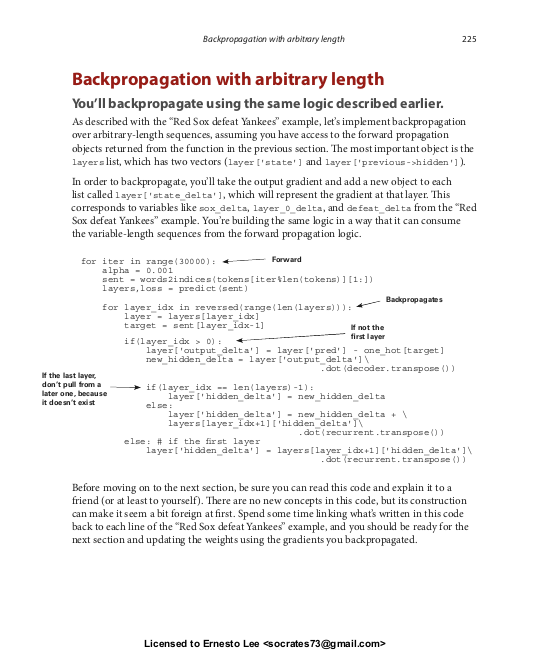 Backpropagation with arbitrary length 225
Backpropagation with arbitrary length
You'll backpropagate using the same logic described earlier.
As described with the "Red Sox defeat Yankees" example, let's implement backpropagation
over arbitrary-length sequences, assuming you have access to the forward propagation
objects returned from the function in the previous section. The most important object is the
layers list, which has two vectors (layer['state'] and layer['previous->hidden']).
In order to backpropagate, you'll take the output gradient and add a new object to each
list called layer['state_delta'], which will represent the gradient at that layer. This
corresponds to variables like sox_delta, layer_0_delta, and defeat_delta from the "Red
Sox defeat Yankees" example. You're building the same logic in a way that it can consume
the variable-length sequences from the forward propagation logic.
for iter in range(30000):
Forward
alpha = 0.001
sent = words2indices(tokens[iter%len(tokens)][1:])
layers,loss = predict(sent)
Backpropagates
for layer_idx in reversed(range(len(layers))):
layer = layers[layer_idx]
target = sent[layer_idx-1]
If not the
first layer
if(layer_idx > 0):
layer['output_delta'] = layer['pred'] - one_hot[target]
new_hidden_delta = layer['output_delta']\
.dot(decoder.transpose())
If the last layer,
don't pull from a
later one, because
it doesn't exist
if(layer_idx == len(layers)-1):
layer['hidden_delta'] = new_hidden_delta
else:
layer['hidden_delta'] = new_hidden_delta + \
layers[layer_idx+1]['hidden_delta']\
.dot(recurrent.transpose())
else: # if the first layer
layer['hidden_delta'] = layers[layer_idx+1]['hidden_delta']\
.dot(recurrent.transpose())
Before moving on to the next section, be sure you can read this code and explain it to a
friend (or at least to yourself). There are no new concepts in this code, but its construction
can make it seem a bit foreign at first. Spend some time linking what's written in this code
back to each line of the "Red Sox defeat Yankees" example, and you should be ready for the
next section and updating the weights using the gradients you backpropagated.
Licensed to Ernesto Lee <socrates73@gmail.com>